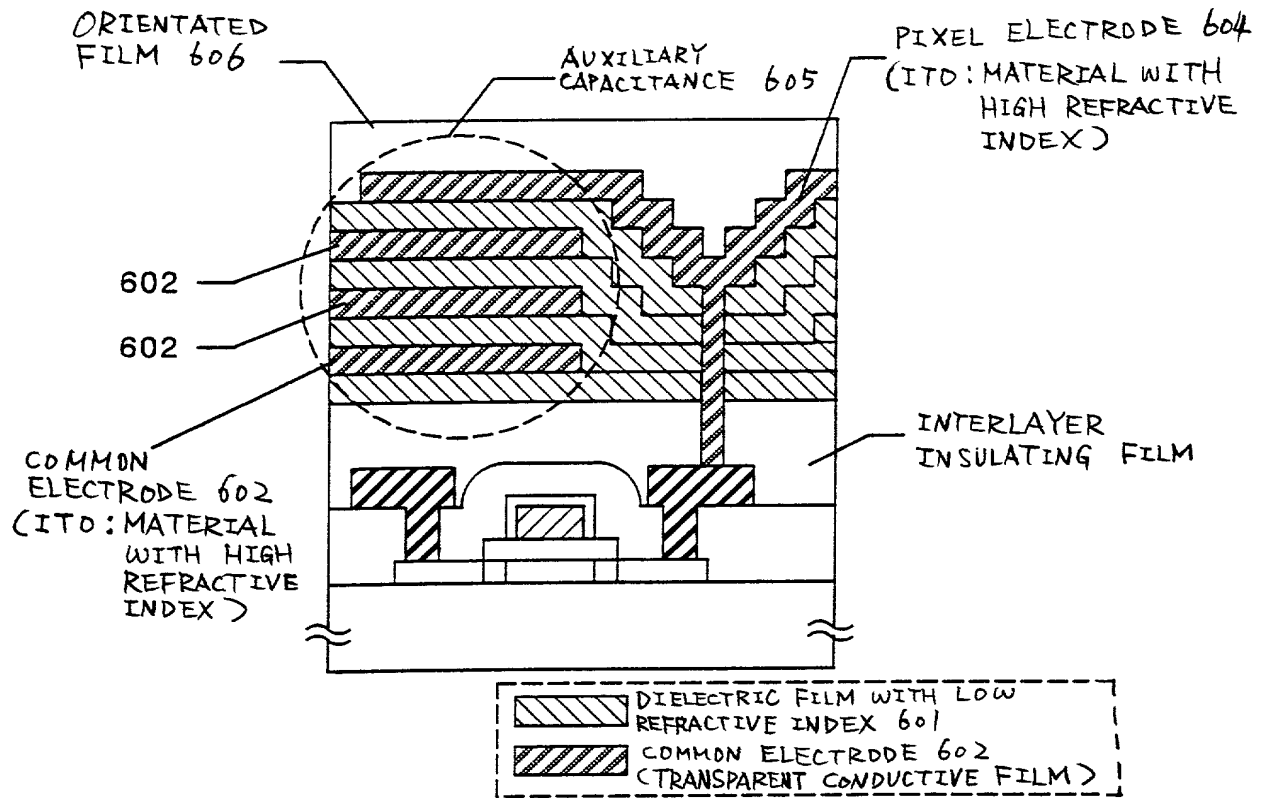 ORIENTATED
FILM 606
AUXILIARY
CAPACITANCE 605
PIXEL ELECTRODE 604
(ITO: MATERIAL WITH
HIGH REFRACTIVE
INDEX)
602
602
COMMON
ELECTRODE 602
(ITO: MATERIAL
WITH HIGH
REFRACTIVE
INDEX)
INTERLAYER
INSULATING FILM
DIELECTRIC FILM WITH LOW
REFRACTIVE INDEX 601
COMMON ELECTRODE 602
(TRANSPARENT CONDUCTIVE FILM)